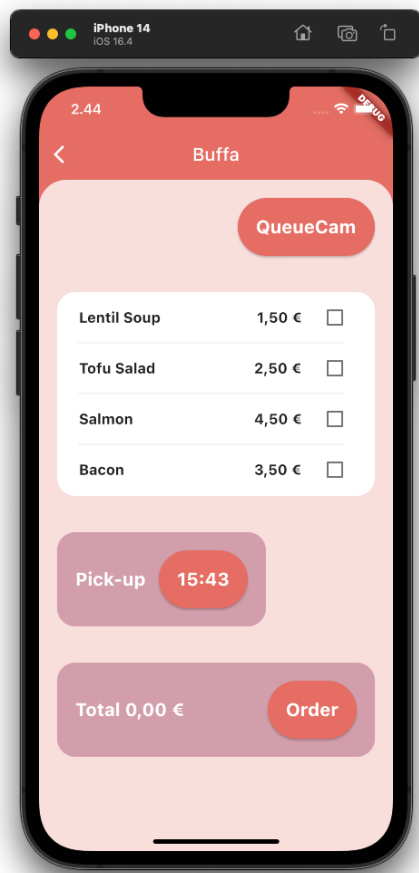 iPhone 14
iOS 16.4
2.44
DEBUG
Buffa
QueueCam
Lentil Soup 1,50 €
Tofu Salad 2,50 €
Salmon 4,50 €
Bacon 3,50 €
Pick-up 15:43
Total 0,00 € Order